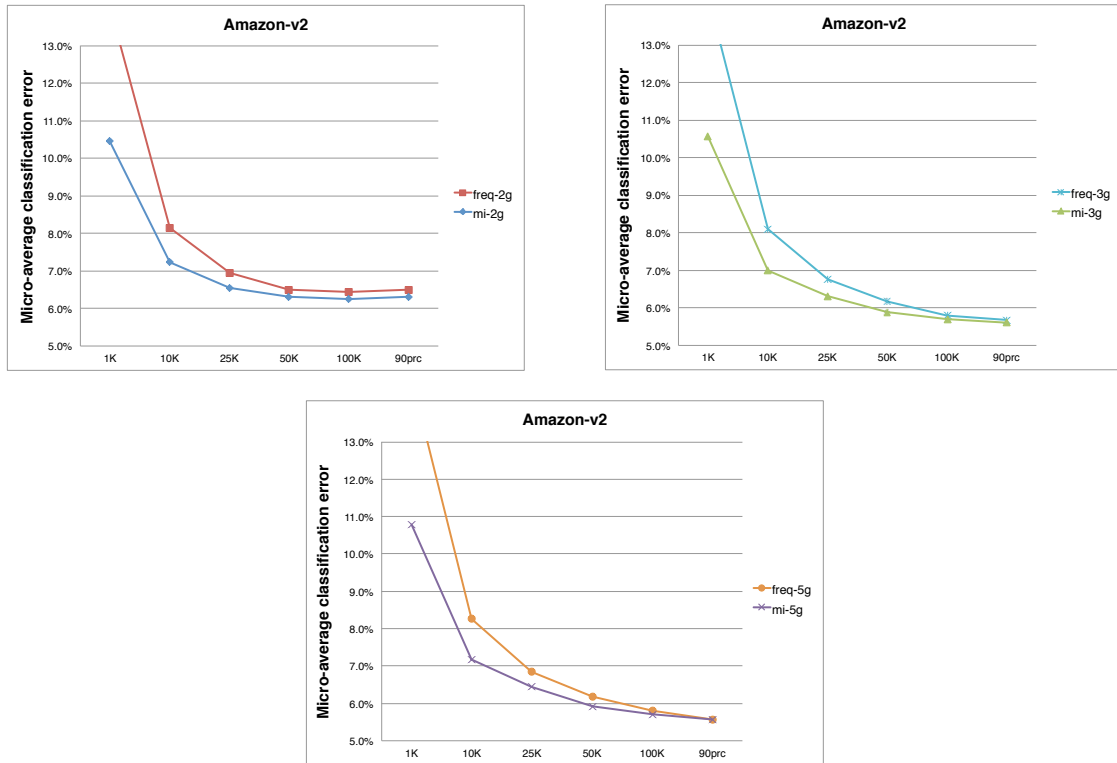 Amazon-v2
Micro-average classification error
13.0%
12.0%
11.0%
10.0%
9.0%
8.0%
7.0%
6.0%
5.0%
1K 10K 25K 50K 100K 90prc
freq-2g
mi-2g
Amazon-v2
Micro-average classification error
13.0%
12.0%
11.0%
10.0%
9.0%
8.0%
7.0%
6.0%
5.0%
1K 10K 25K 50K 100K 90prc
freq-3g
mi-3g
Amazon-v2
Micro-average classification error
13.0%
12.0%
11.0%
10.0%
9.0%
8.0%
7.0%
6.0%
5.0%
1K 10K 25K 50K 100K 90prc
freq-5g
mi-5g